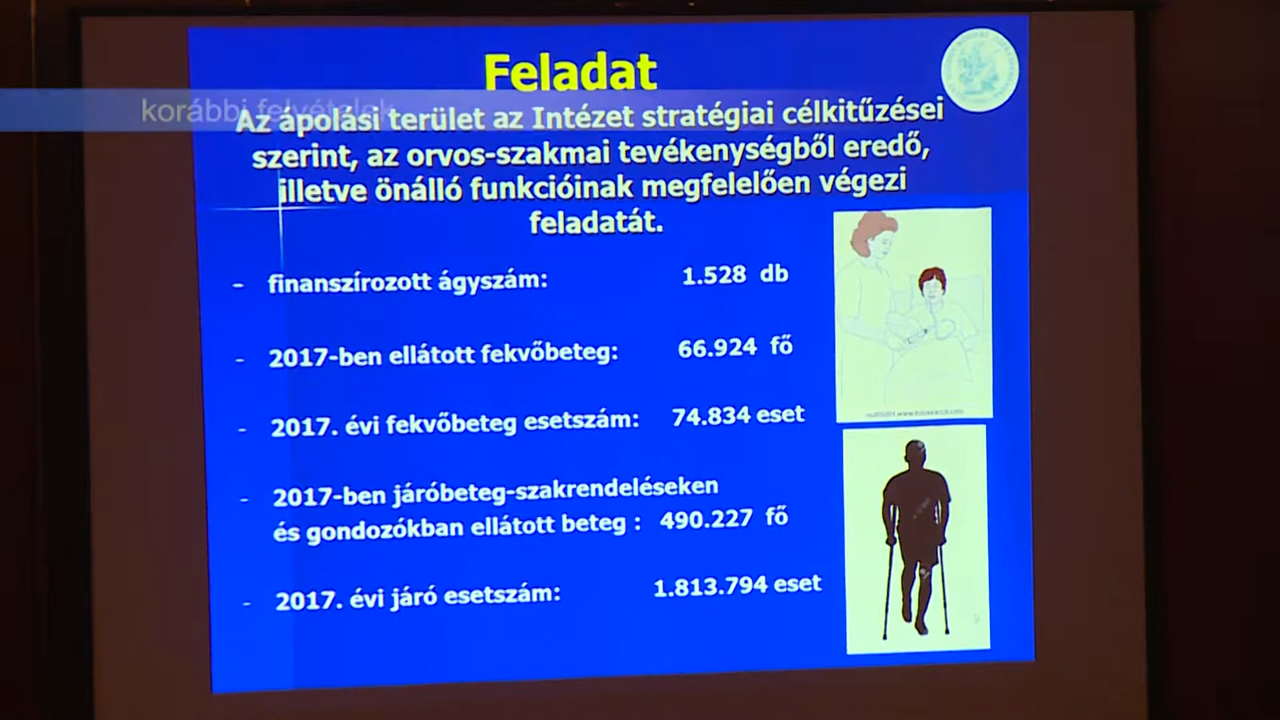 Feladat
korábbi felvételek
Az ápolási terület az Intézet stratégiai célkitűzései
szerint, az orvos-szakmai tevékenységből eredő,
illetve önálló funkcióinak megfelelően végezi
feladatát.
- finanszírozott ágyszám: 1.528 db
- 2017-ben ellátott fekvőbeteg: 66.924 fő
- 2017. évi fekvőbeteg esetszám: 74.834 eset
- 2017-ben járóbeteg-szakrendeléseken
és gondozókban ellátott beteg : 490.227 fő
- 2017. évi járó esetszám: 1.813.794 eset